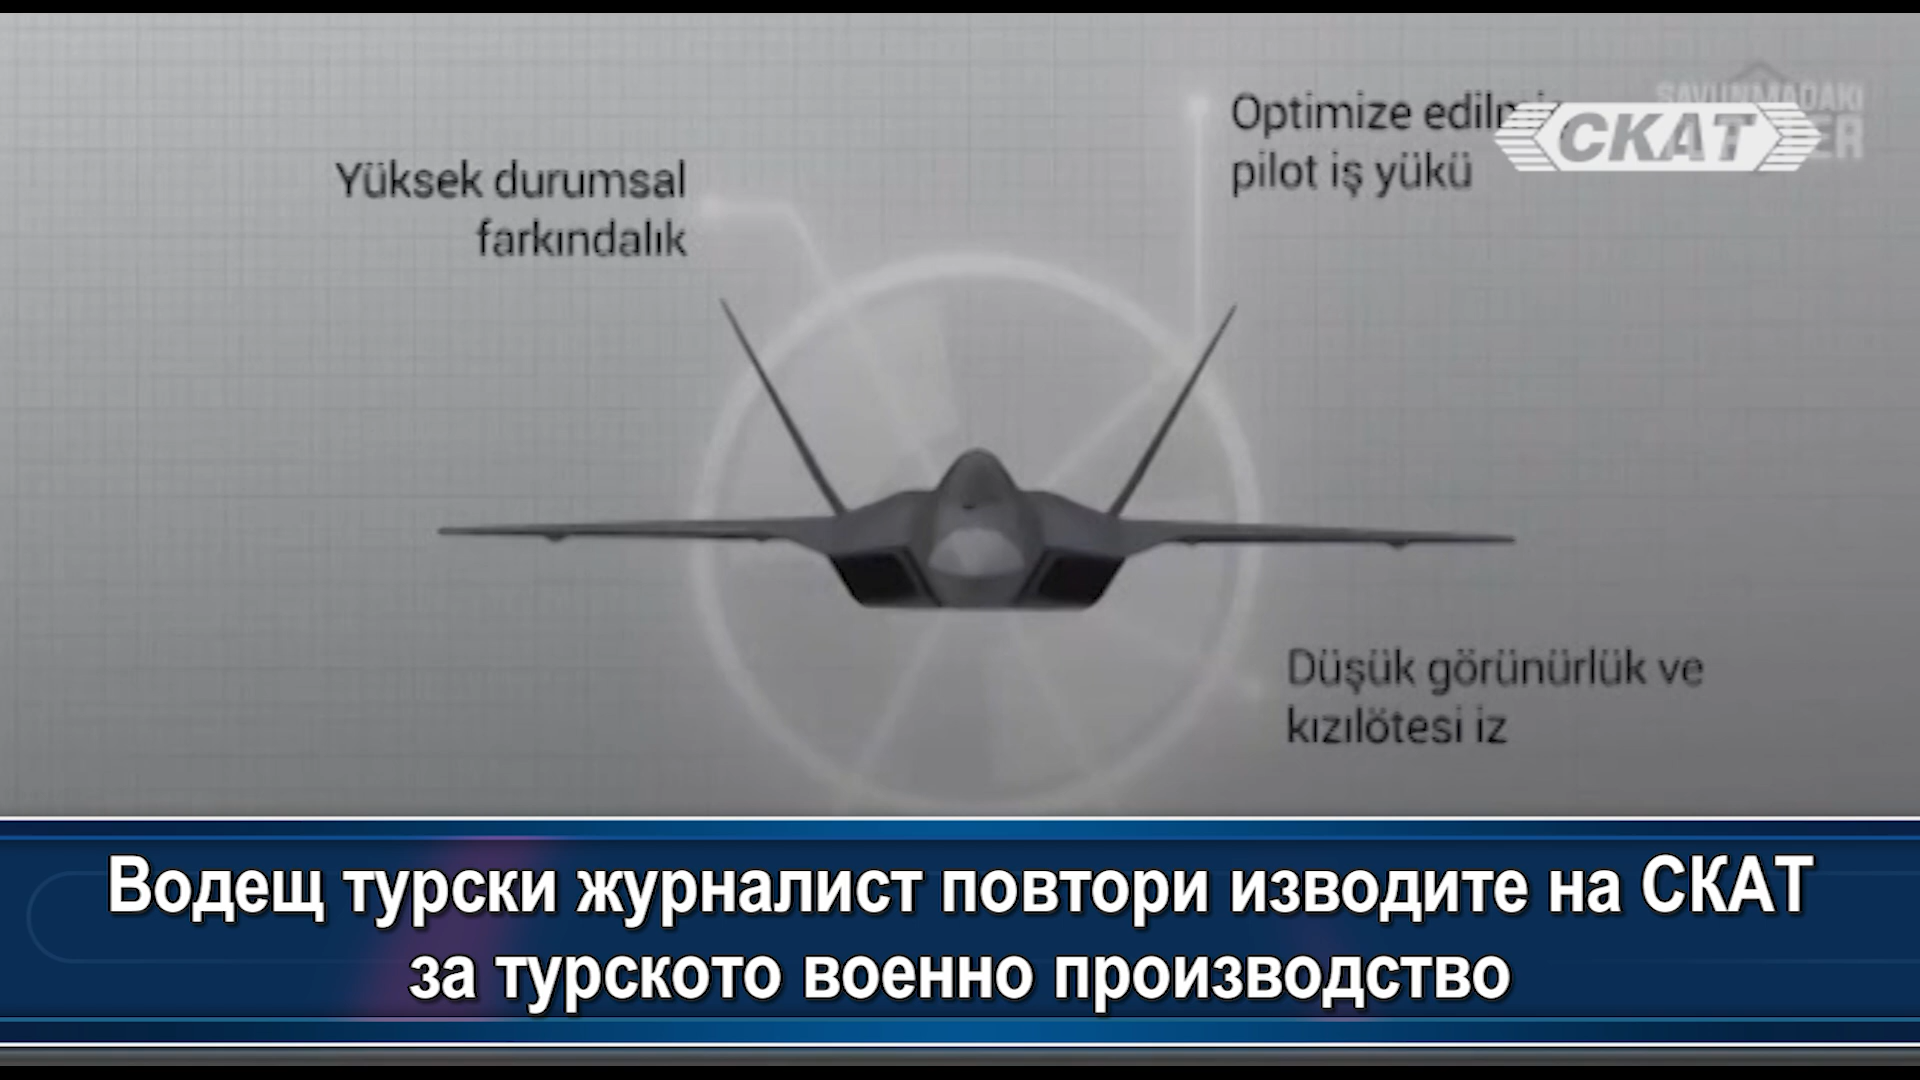 Yüksek durumsal
farkındalık
Optimize
pilot iş yükü
СКАТ
SAVUNMADAKI
Düşük görünürlük ve
kızılötesi iz
Водещ турски журналист повтори изводите на СКАТ
за турското военно производство